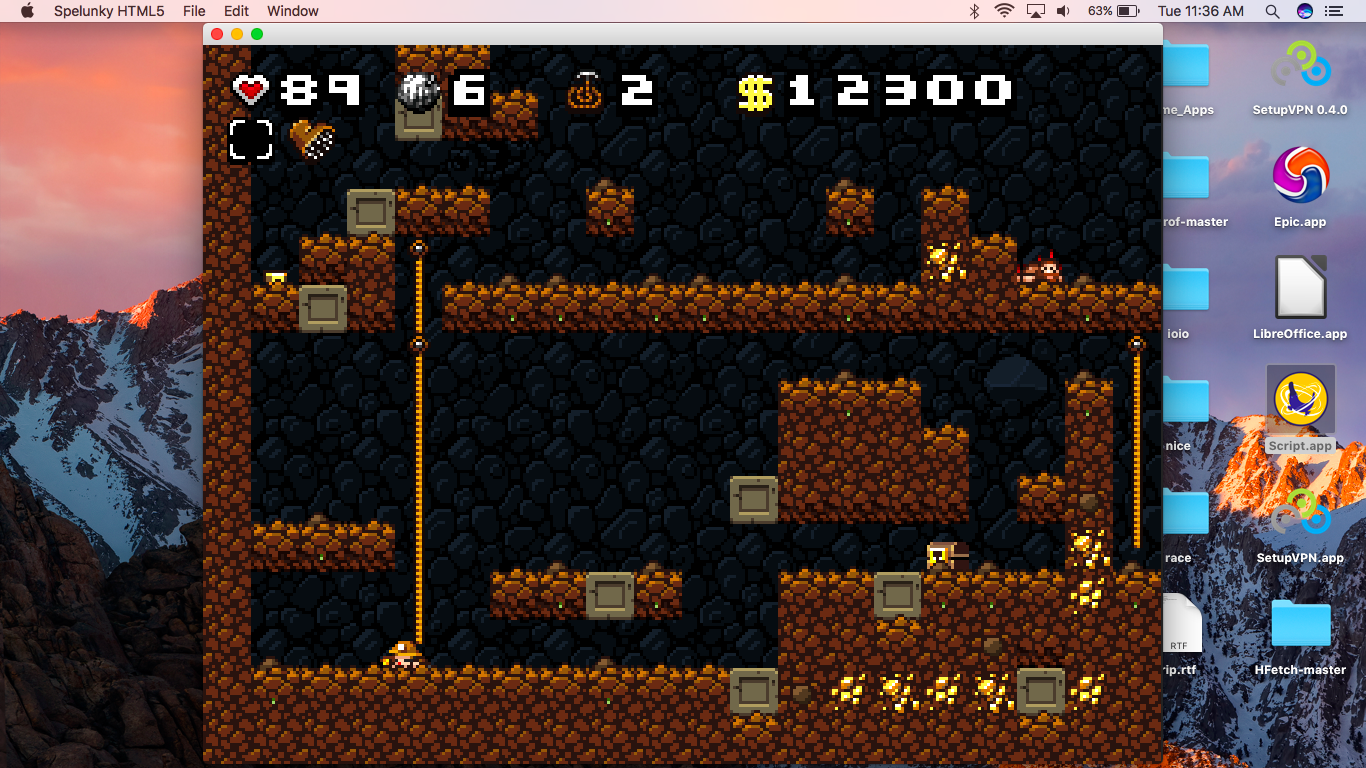 Spelunky HTML5 File Edit Window 63% Tue 11:36 AM
89 6 2 $12300
me_Apps SetupVPN 0.4.0
rof-master Epic.app
ioio LibreOffice.app
nice Script.app
race SetupVPN.app
RTF
rip.rtf HFetch-master